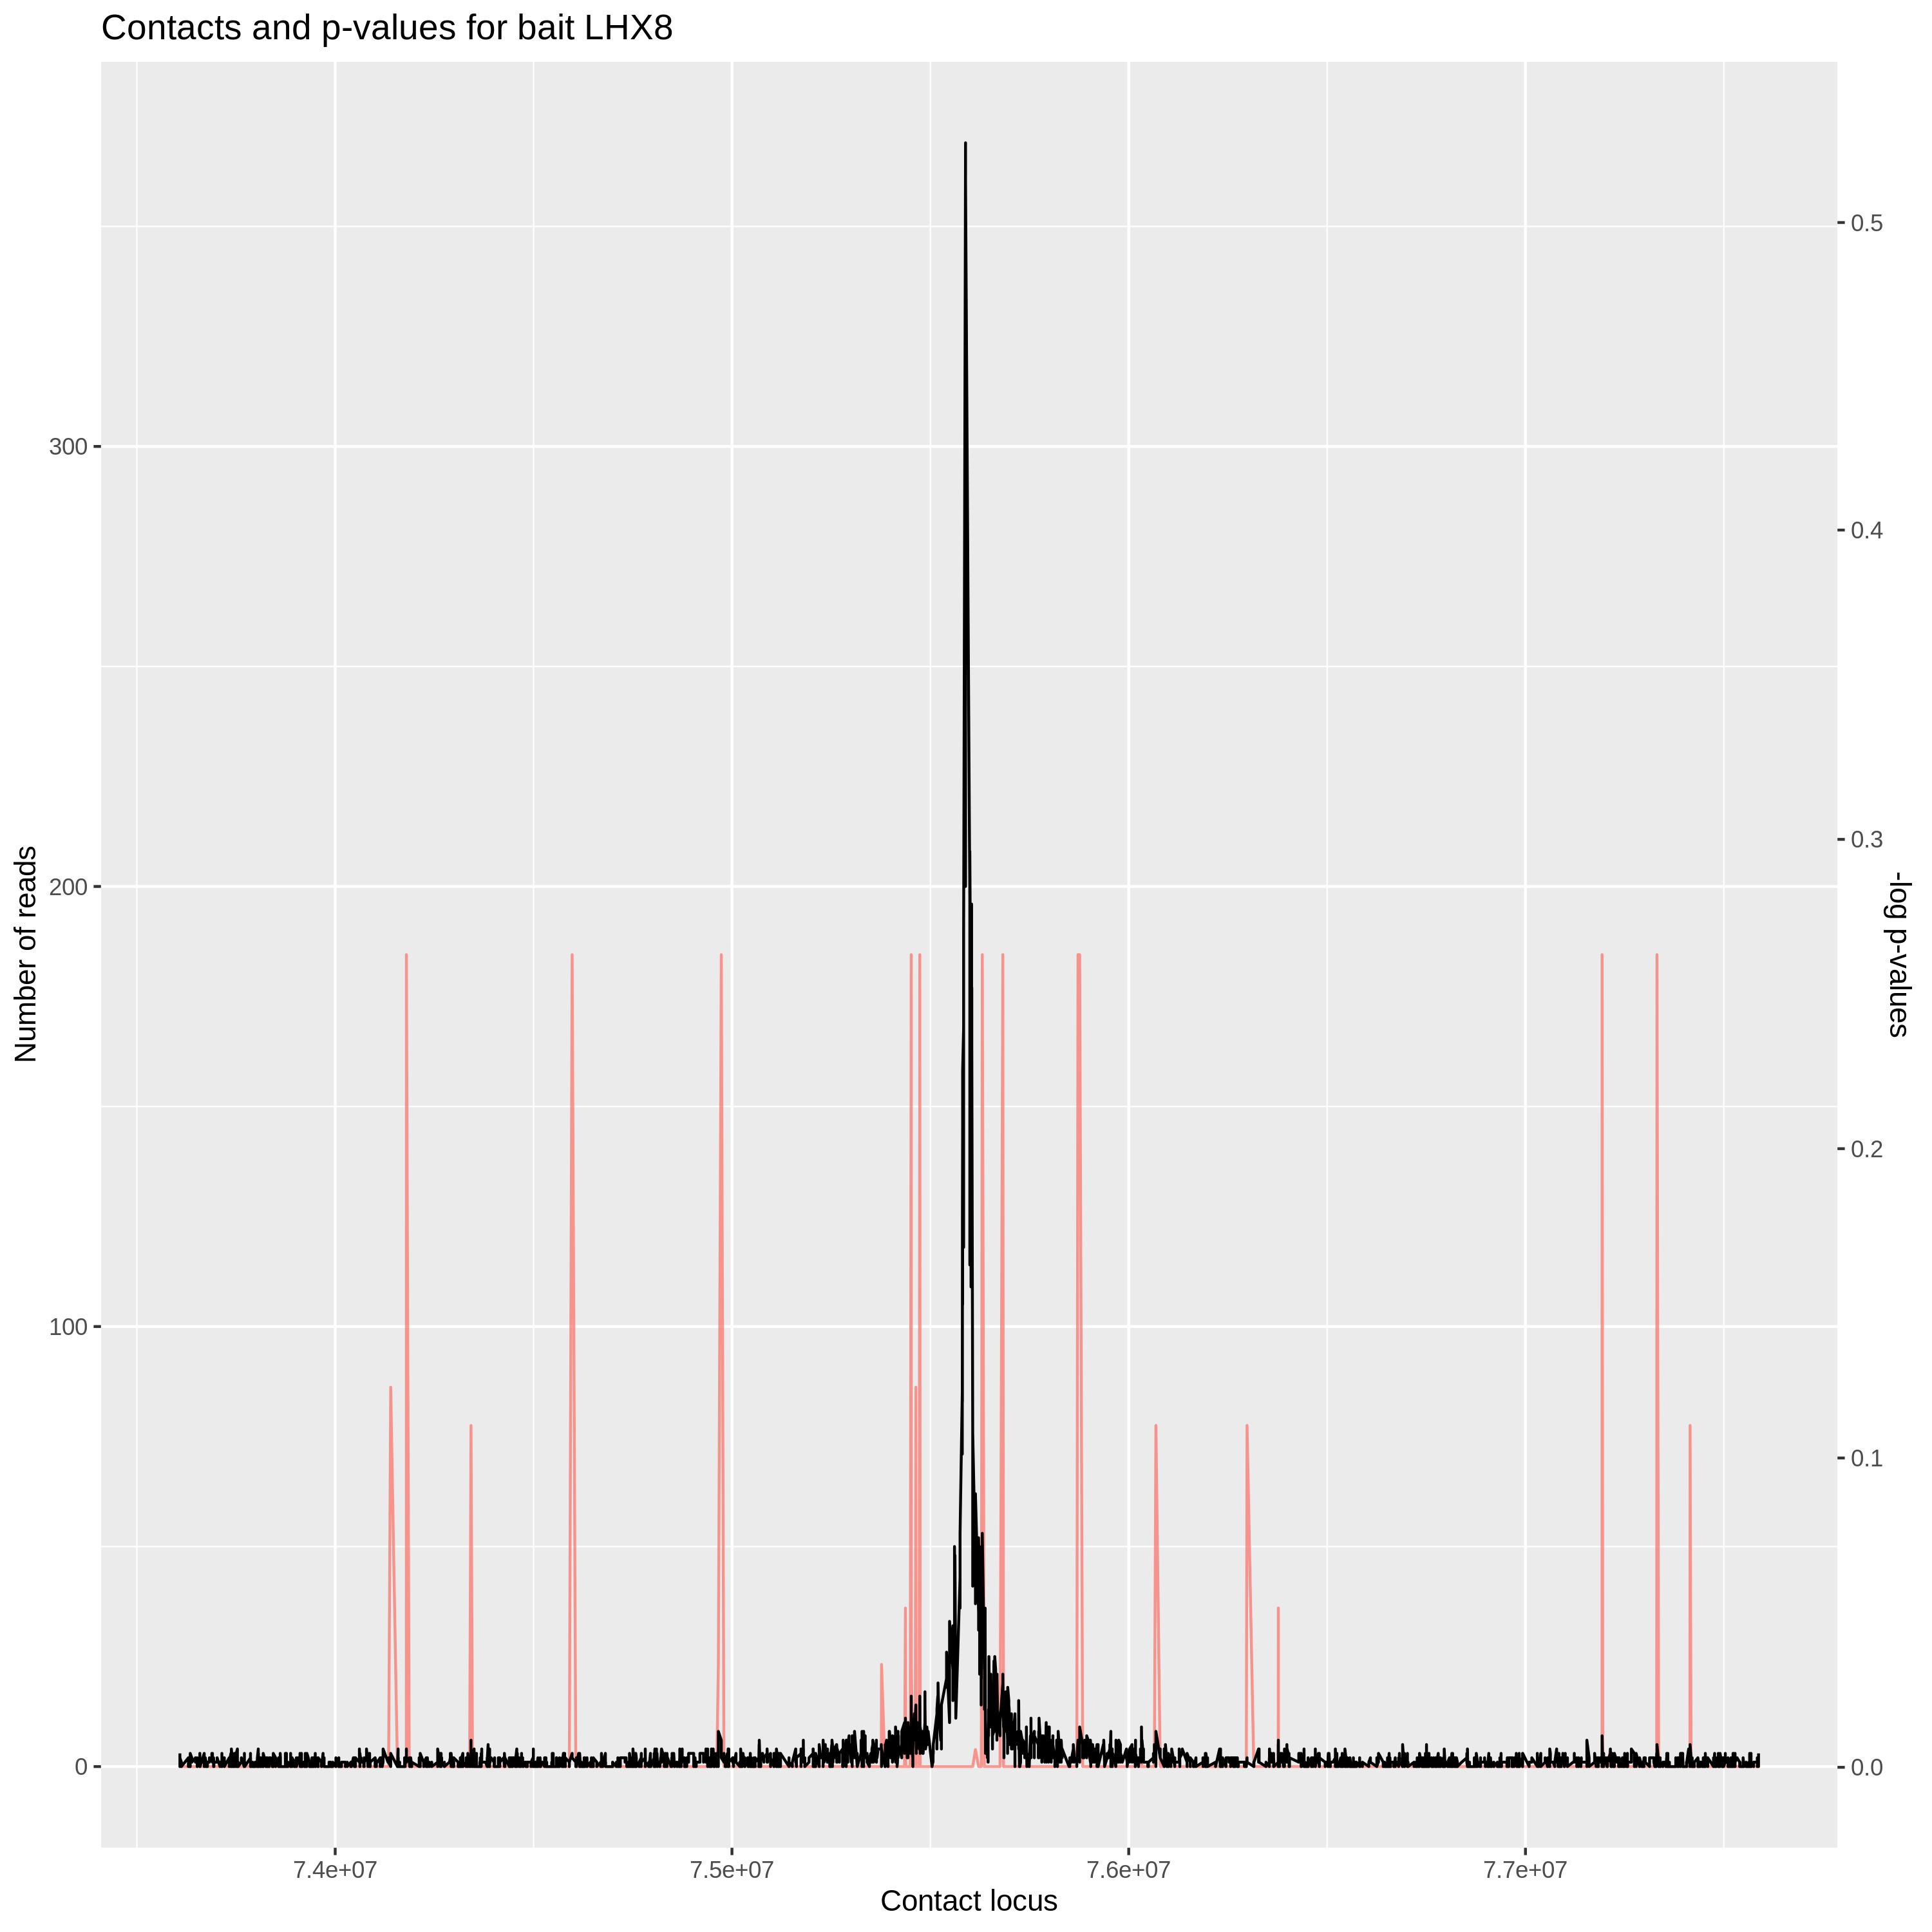 Contacts and p-values for bait LHX8
Number of reads
300
200
100
0
0.5
0.4
0.3
0.2
0.1
0.0
-log p-values
7.4e+07
7.5e+07
7.6e+07
7.7e+07
Contact locus